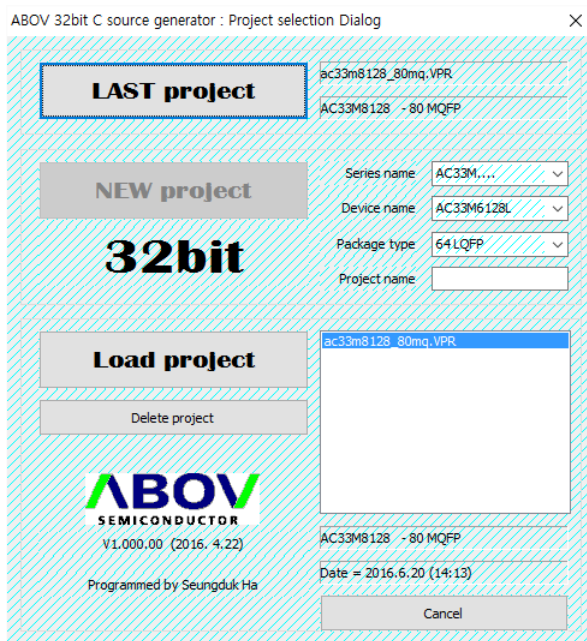 ABOV 32bit C source generator : Project selection Dialog
LAST project
ac33m8128_80mq.VPR
AC33M8128 - 80 MQFP
NEW project
32bit
Series name AC33M....
Device name AC33M6128L
Package type 64 LQFP
Project name
Load project
Delete project
ac33m8128_80mq.VPR
ABOV
SEMICONDUCTOR
V1.000.00 (2016. 4.22)
Programmed by Seungduk Ha
AC33M8128 - 80 MQFP
Date = 2016.6.20 (14:13)
Cancel